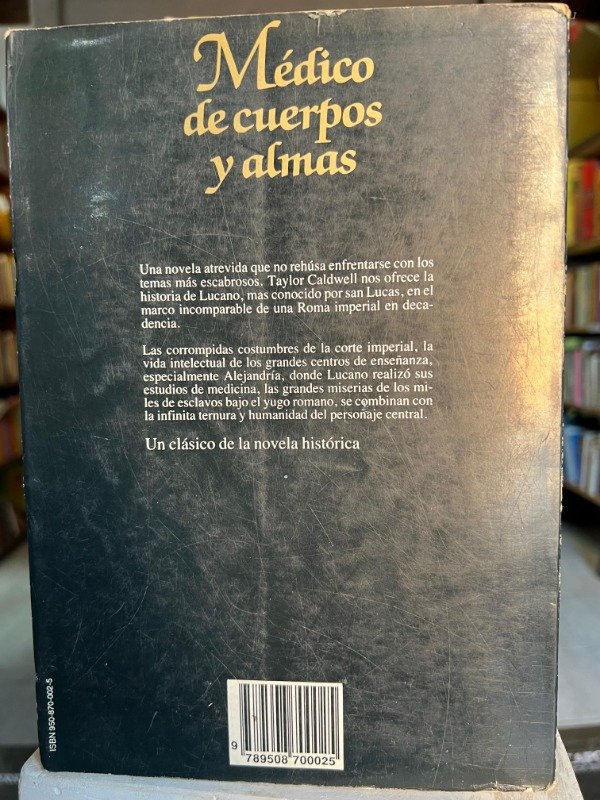 Médico
de cuerpos
y almas
Una novela atrevida que no rehúsa enfrentarse con los
temas más escabrosos. Taylor Caldwell nos ofrece la
historia de Lucano, mas conocido por san Lucas, en el
marco incomparable de una Roma imperial en deca-
dencia.
Las corrompidas costumbres de la corte imperial, la
vida intelectual de los grandes centros de enseñanza,
especialmente Alejandría, donde Lucano realizó sus
estudios de medicina, las grandes miserias de los mi-
les de esclavos bajo el yugo romano, se combinan con
la infinita ternura y humanidad del personaje central.
Un clásico de la novela histórica
ISBN 950-870-002-5
9 789508 700025